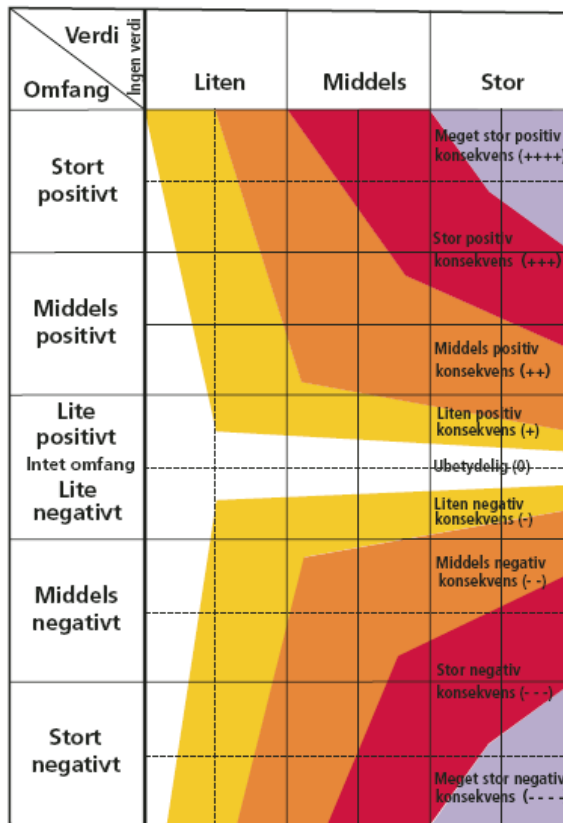 Verdi
Ingen verdi
Omfang
Liten
Middels
Stor
Stort
positivt
Meget stor positiv
konsekvens (++++)
Stor positiv
konsekvens (+++)
Middels
positivt
Middels positiv
konsekvens (++)
Lite
positivt
Liten positiv
konsekvens (+)
Intet omfang
Ubetydelig (0)
Lite
negativt
Liten negativ
konsekvens (-)
Middels
negativt
Middels negativ
konsekvens (- -)
Stor negativ
konsekvens (- - -)
Stort
negativt
Meget stor negativ
konsekvens (- - - -